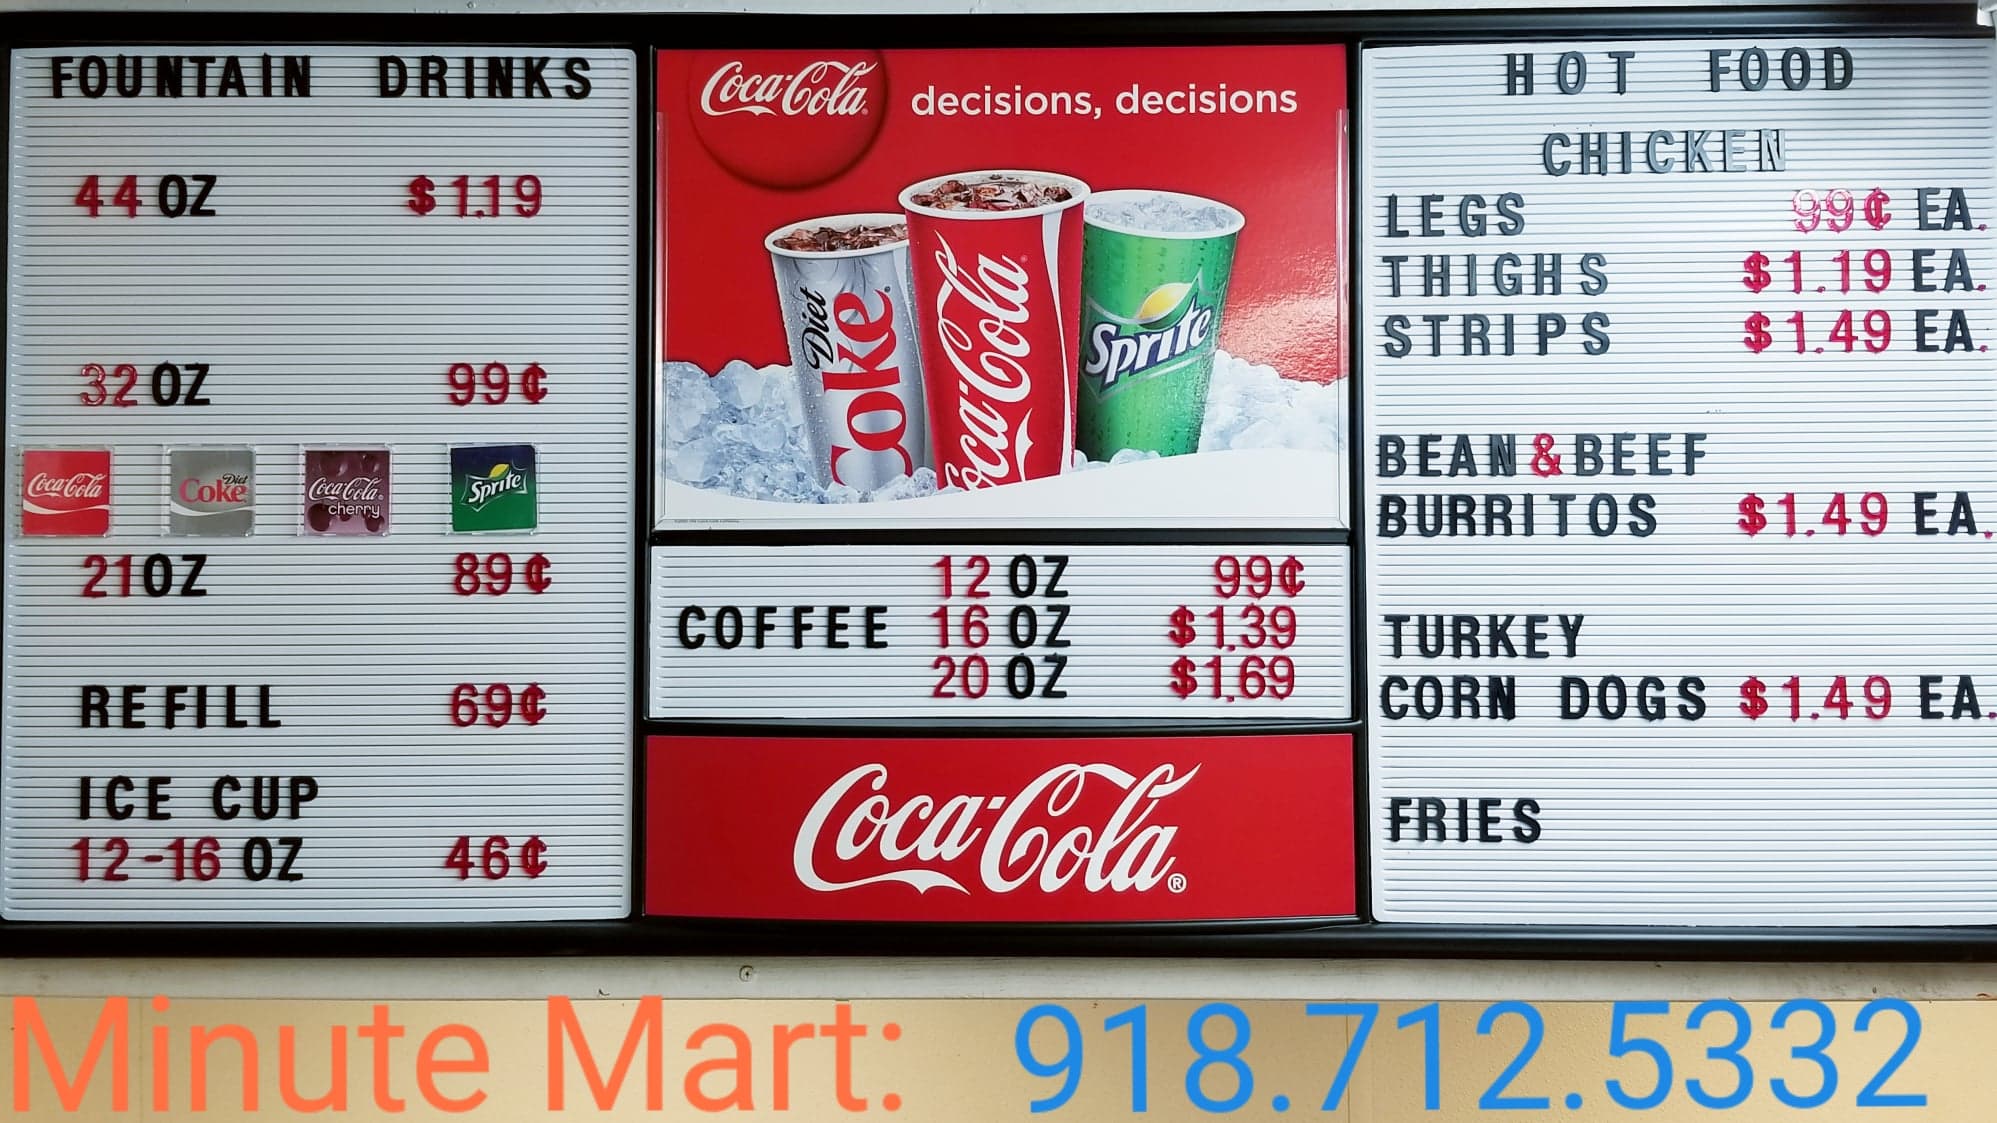 FOUNTAIN DRINKS
44 OZ $1.19
32 OZ 99¢
Coca-Cola
Diet Coke
Coca-Cola cherry
Sprite
21 OZ 89¢
REFILL 69¢
ICE CUP
12-16 OZ 46¢
Coca-Cola decisions, decisions
Diet Coke
Coca-Cola
Sprite
12 OZ 99¢
COFFEE 16 OZ $1.39
20 OZ $1.69
Coca-Cola®
HOT FOOD
CHICKEN
LEGS 99¢ EA.
THIGHS $1.19 EA.
STRIPS $1.49 EA.
BEAN&BEEF
BURRITOS $1.49 EA.
TURKEY
CORN DOGS $1.49 EA.
FRIES
Minute Mart: 918.712.5332